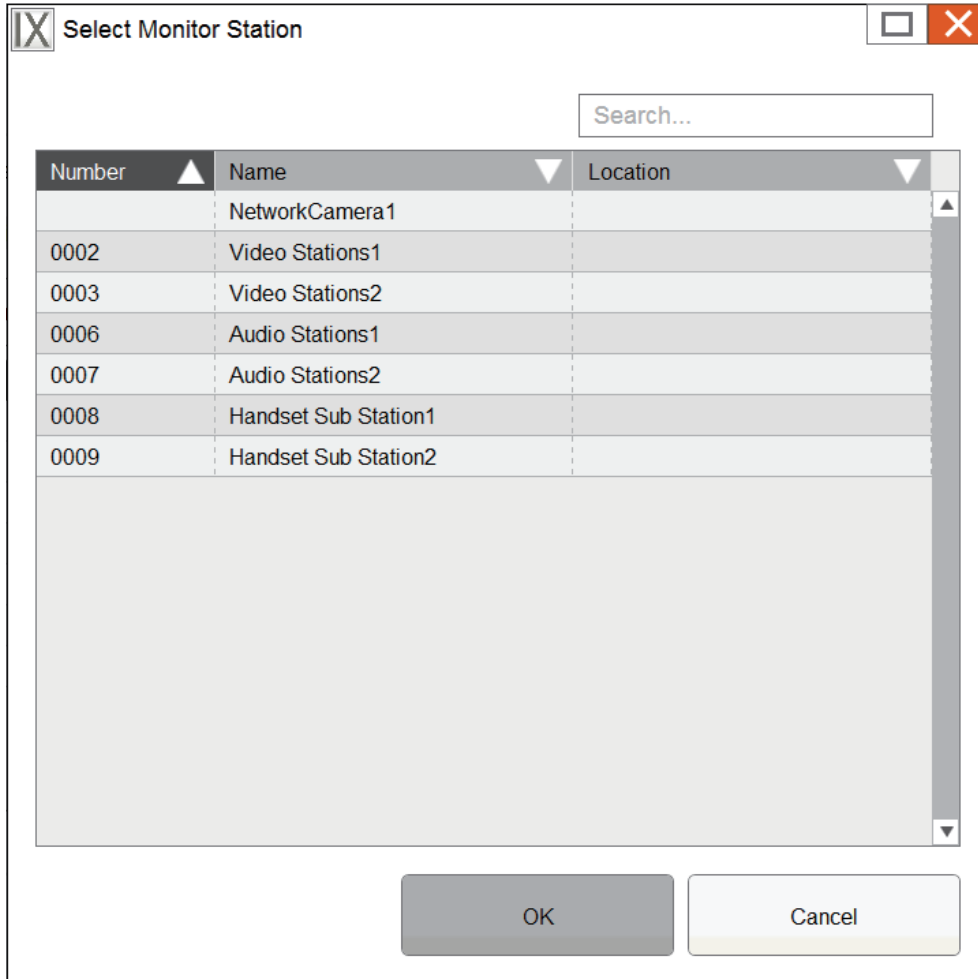 IX Select Monitor Station
Search...
Number Name Location
NetworkCamera1
0002 Video Stations1
0003 Video Stations2
0006 Audio Stations1
0007 Audio Stations2
0008 Handset Sub Station1
0009 Handset Sub Station2
OK Cancel